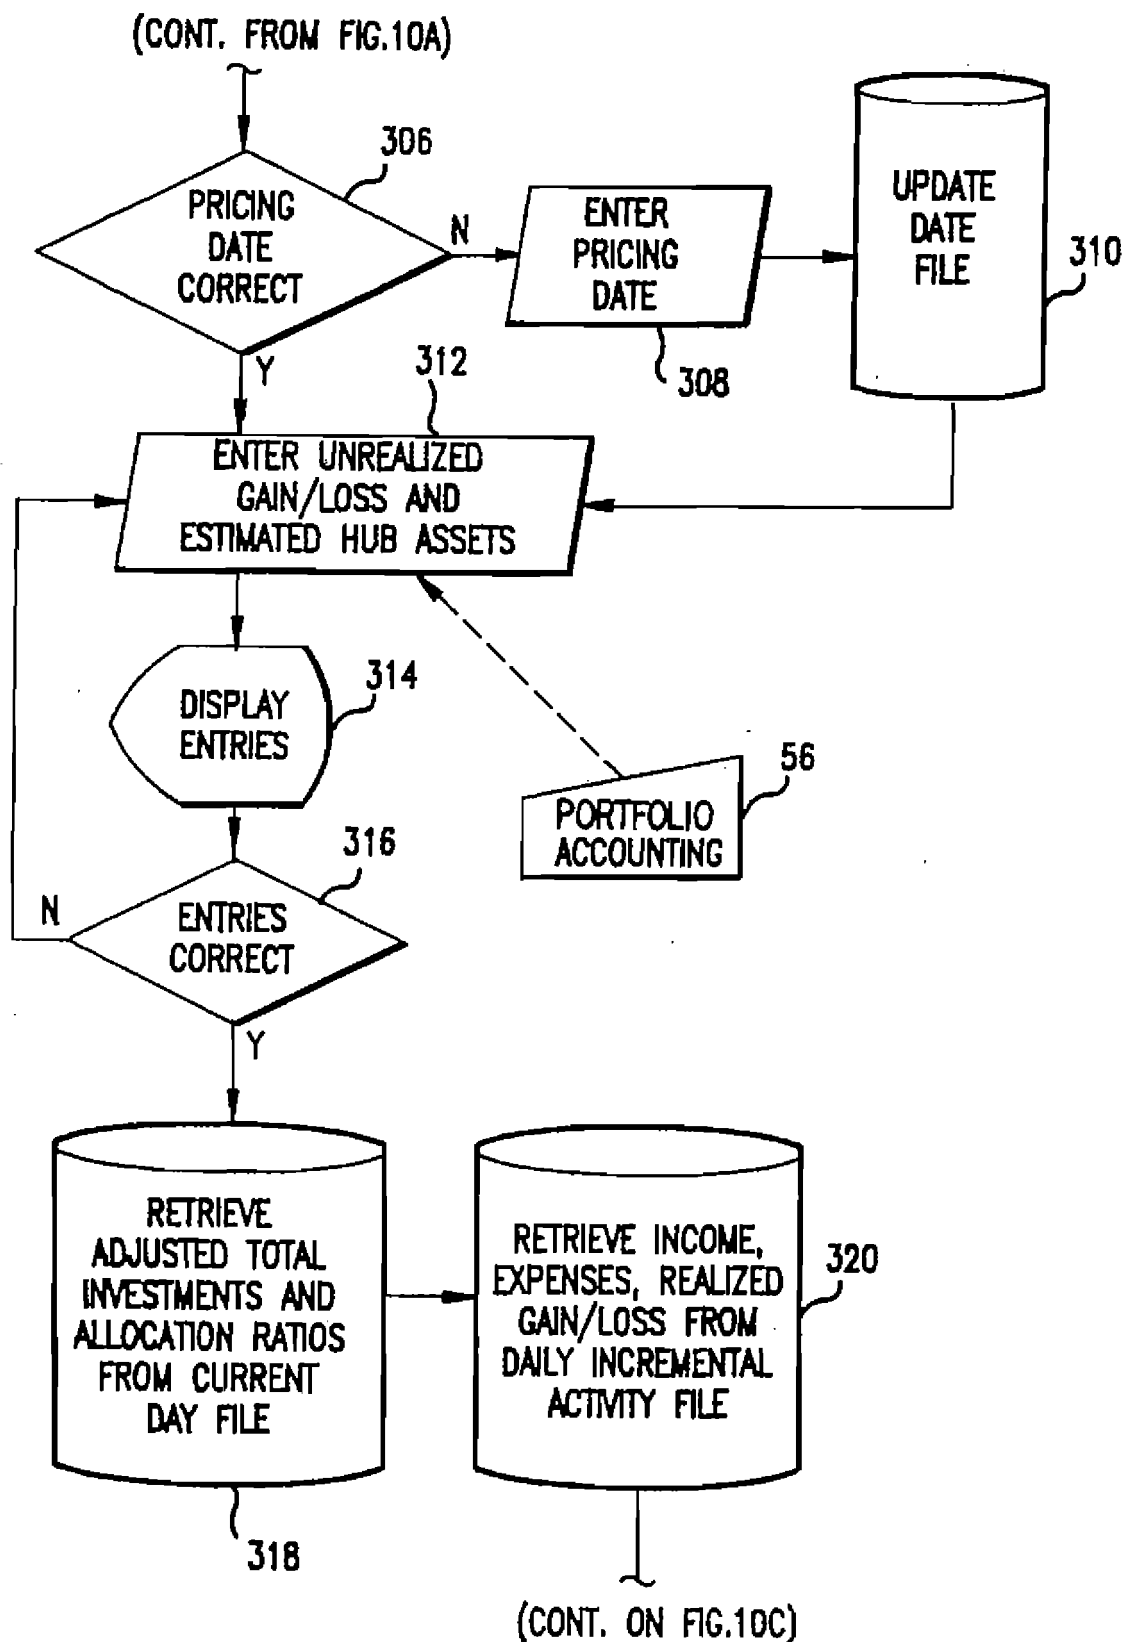 (CONT. FROM FIG.10A)
306
PRICING
DATE
CORRECT
N
Y
ENTER
PRICING
DATE
308
UPDATE
DATE
FILE
310
312
ENTER UNREALIZED
GAIN/LOSS AND
ESTIMATED HUB ASSETS
DISPLAY
ENTRIES
314
PORTFOLIO
ACCOUNTING
56
316
ENTRIES
CORRECT
N
Y
RETRIEVE
ADJUSTED TOTAL
INVESTMENTS AND
ALLOCATION RATIOS
FROM CURRENT
DAY FILE
318
RETRIEVE INCOME,
EXPENSES, REALIZED
GAIN/LOSS FROM
DAILY INCREMENTAL
ACTIVITY FILE
320
(CONT. ON FIG.10C)